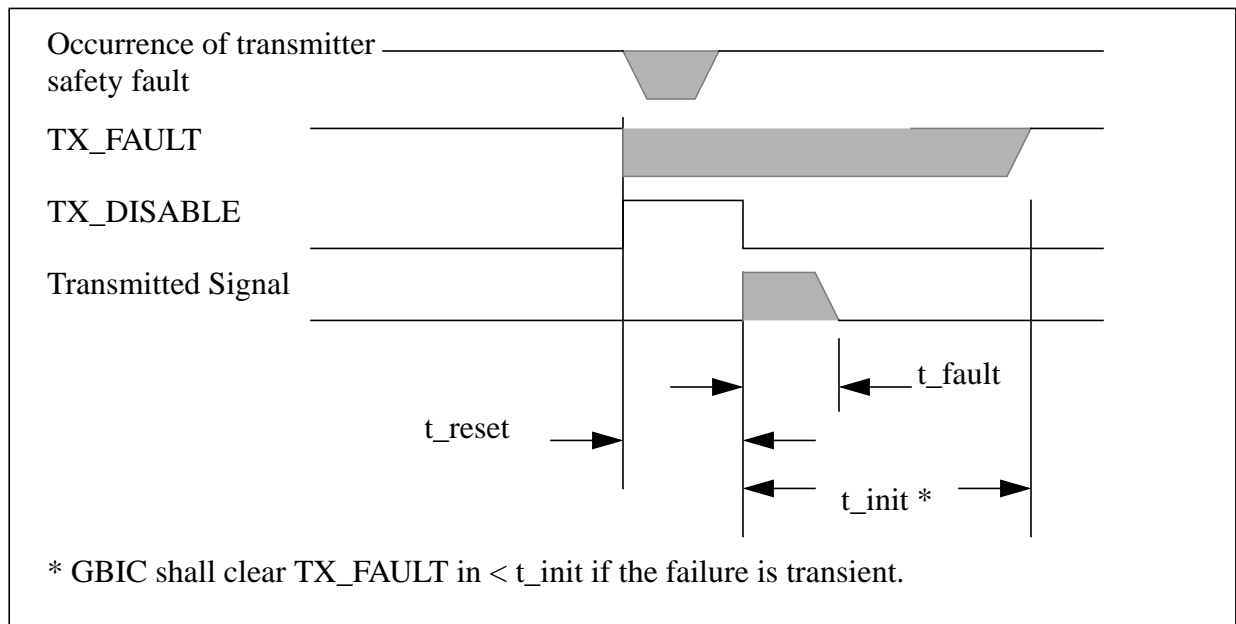 Occurrence of transmitter
safety fault
TX_FAULT
TX_DISABLE
Transmitted Signal
t_fault
t_reset
t_init *
* GBIC shall clear TX_FAULT in < t_init if the failure is transient.